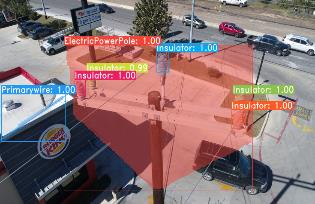 ElectricPowerPole: 1.00
Insulator: 1.00
Insulator: 0.99
Insulator: 1.00
Primarywire: 1.00
Insulator: 1.00
Insulator: 1.00
BURGER
KING